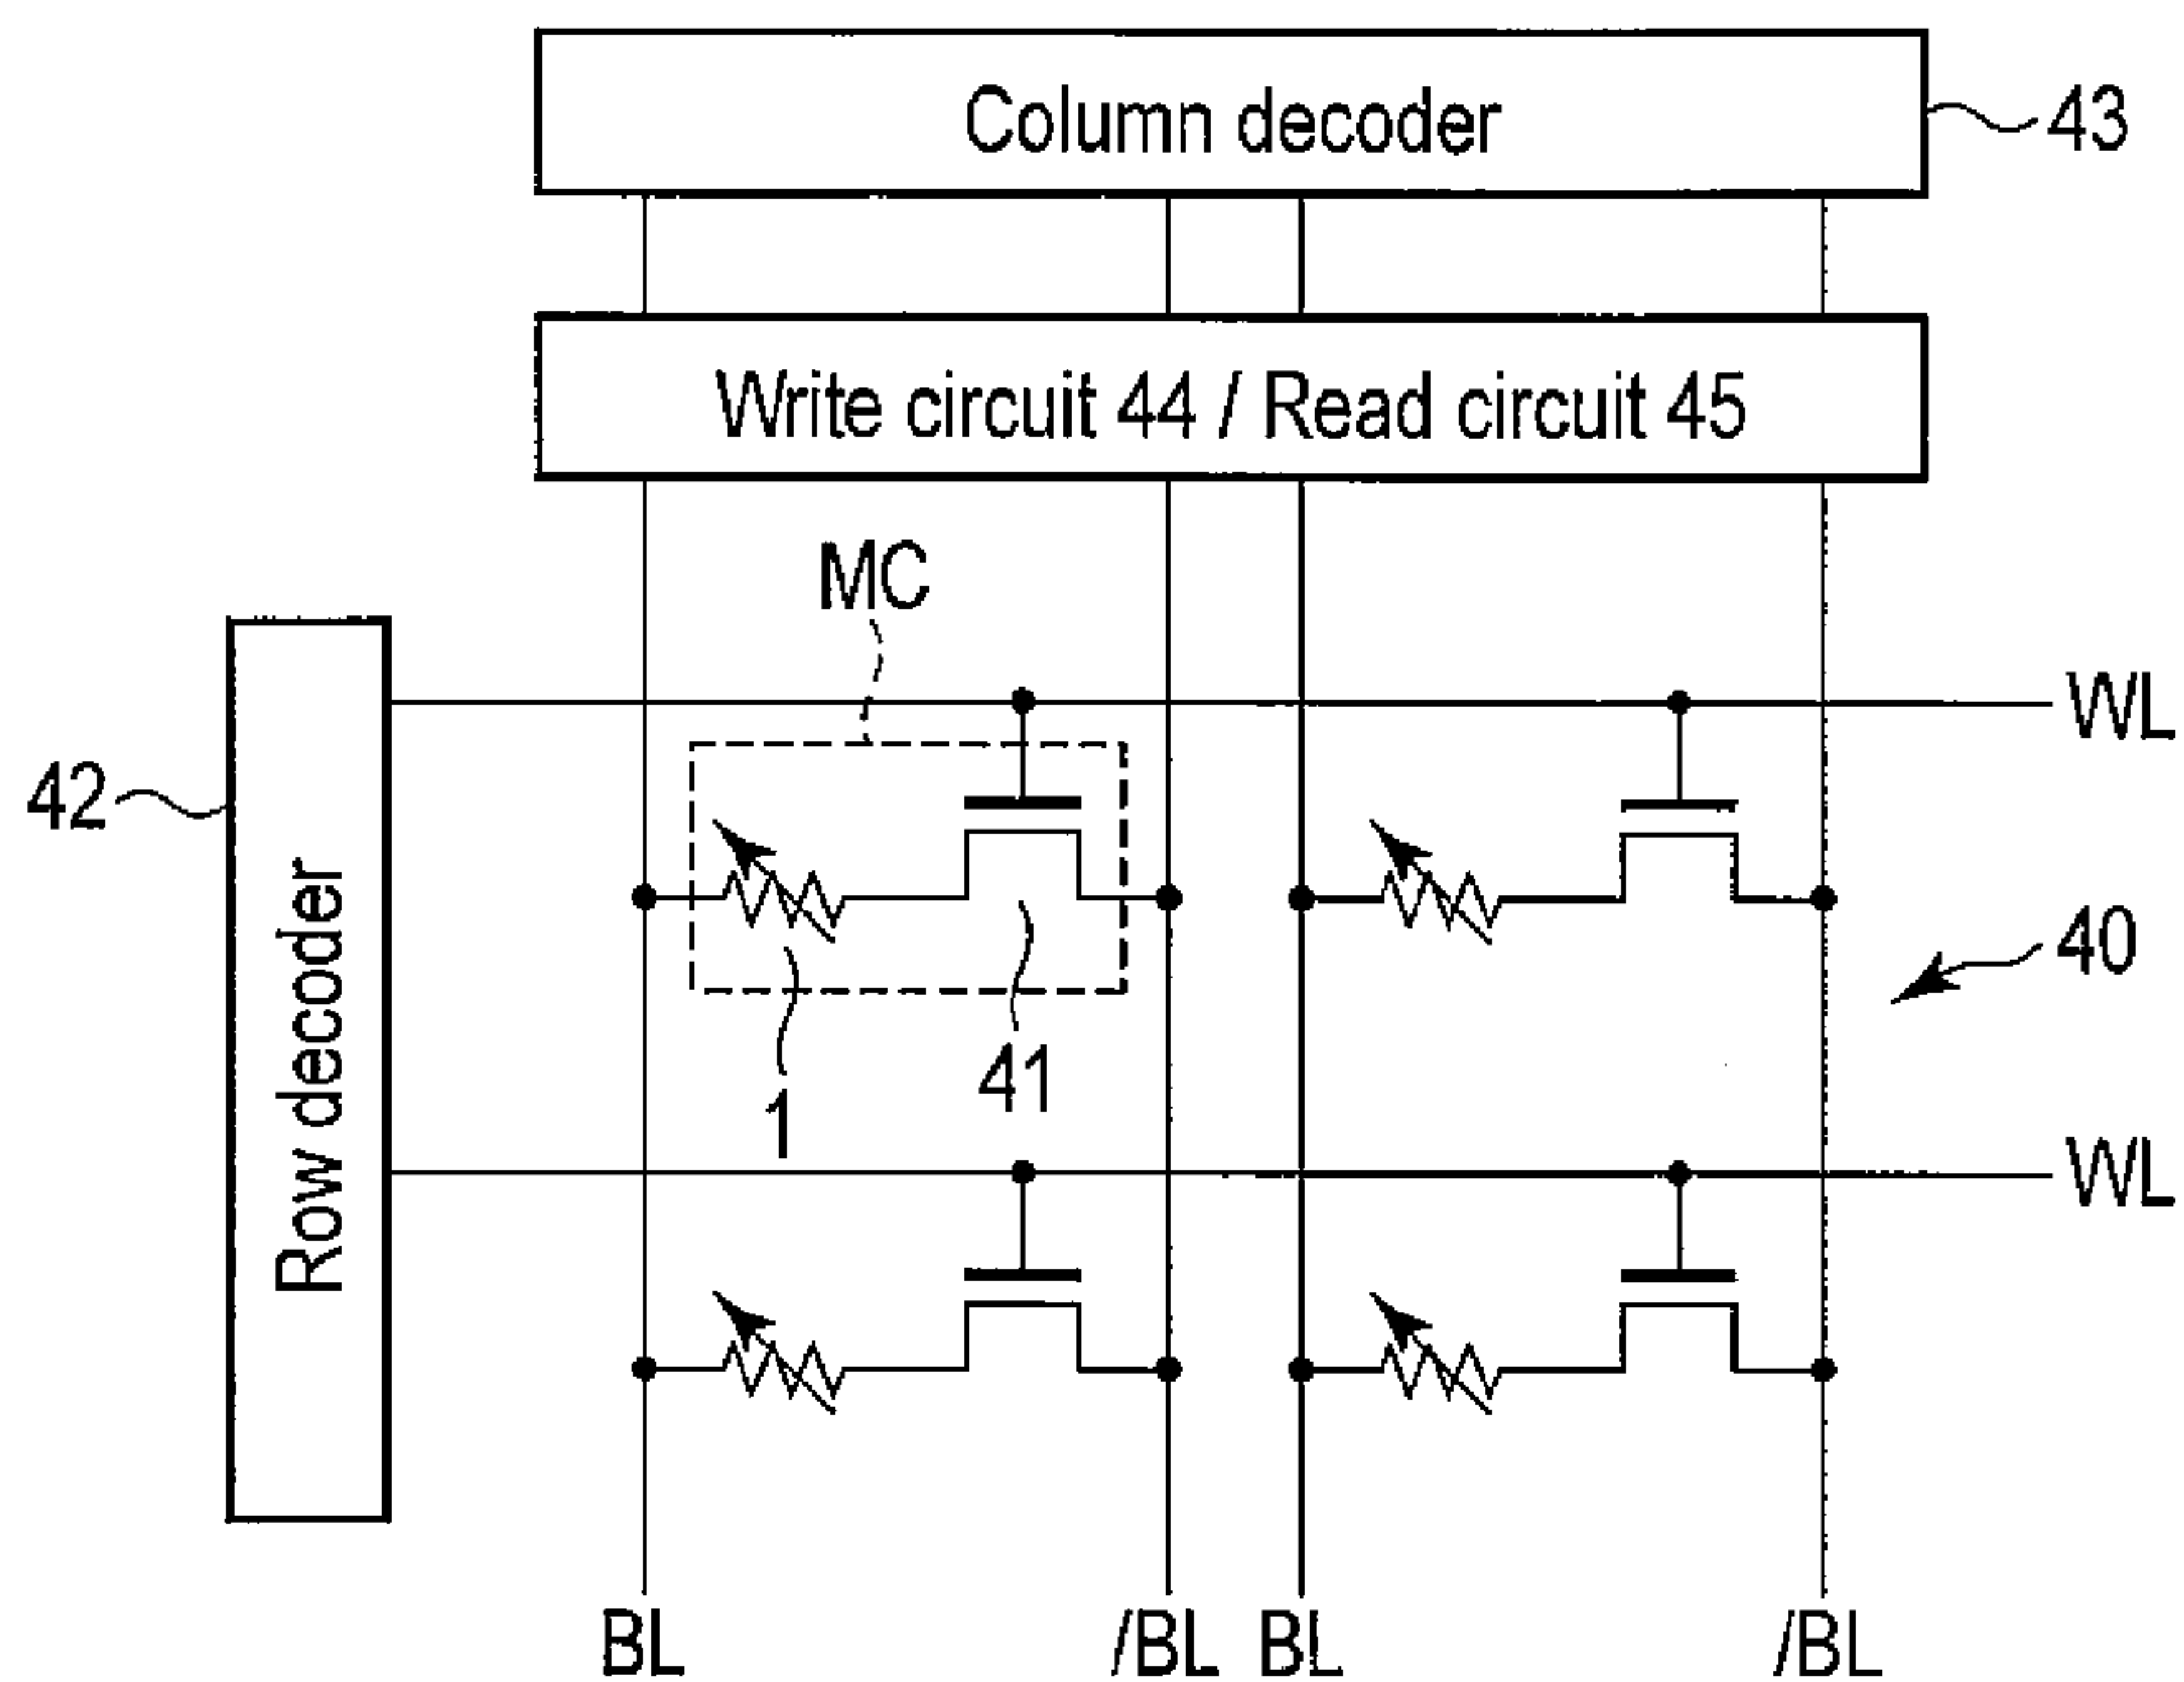 Column decoder
43
Write circuit 44 / Read circuit 45
MC
WL
42
Row decoder
40
1
41
WL
BL
/BL
BL
/BL